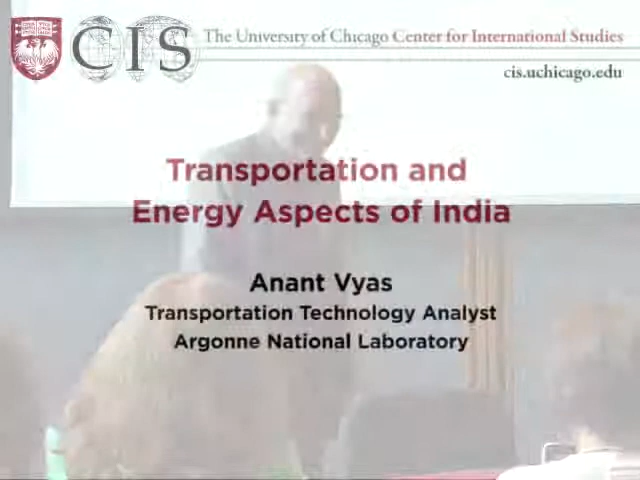 CIS The University of Chicago Center for International Studies
cis.uchicago.edu
Transportation and
Energy Aspects of India
Anant Vyas
Transportation Technology Analyst
Argonne National Laboratory